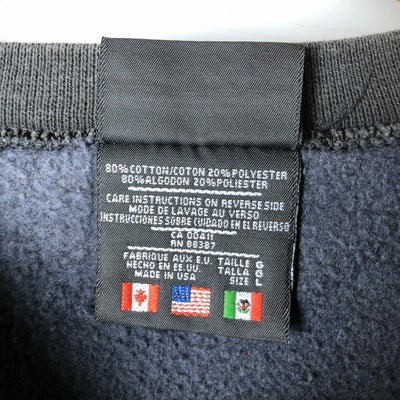 80% COTTON/COTON 20% POLYESTER
80% ALGODON 20% POLIESTER
CARE INSTRUCTIONS ON REVERSE SIDE
MODE DE LAVAGE AU VERSO
INSTRUCCIONES SOBRE CUIDADO EN EL REVERSO
CA 00411
RN 88387
FABRIQUE AUX E.U. TAILLE G
HECHO EN EE.UU. TALLA G
MADE IN USA SIZE L